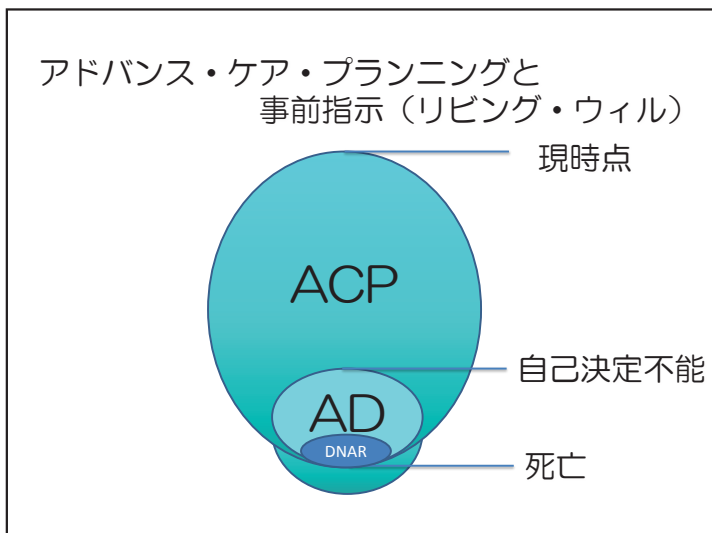 アドバンス・ケア・プランニングと
事前指示（リビング・ウィル）
現時点
ACP
自己決定不能
AD
DNAR
死亡